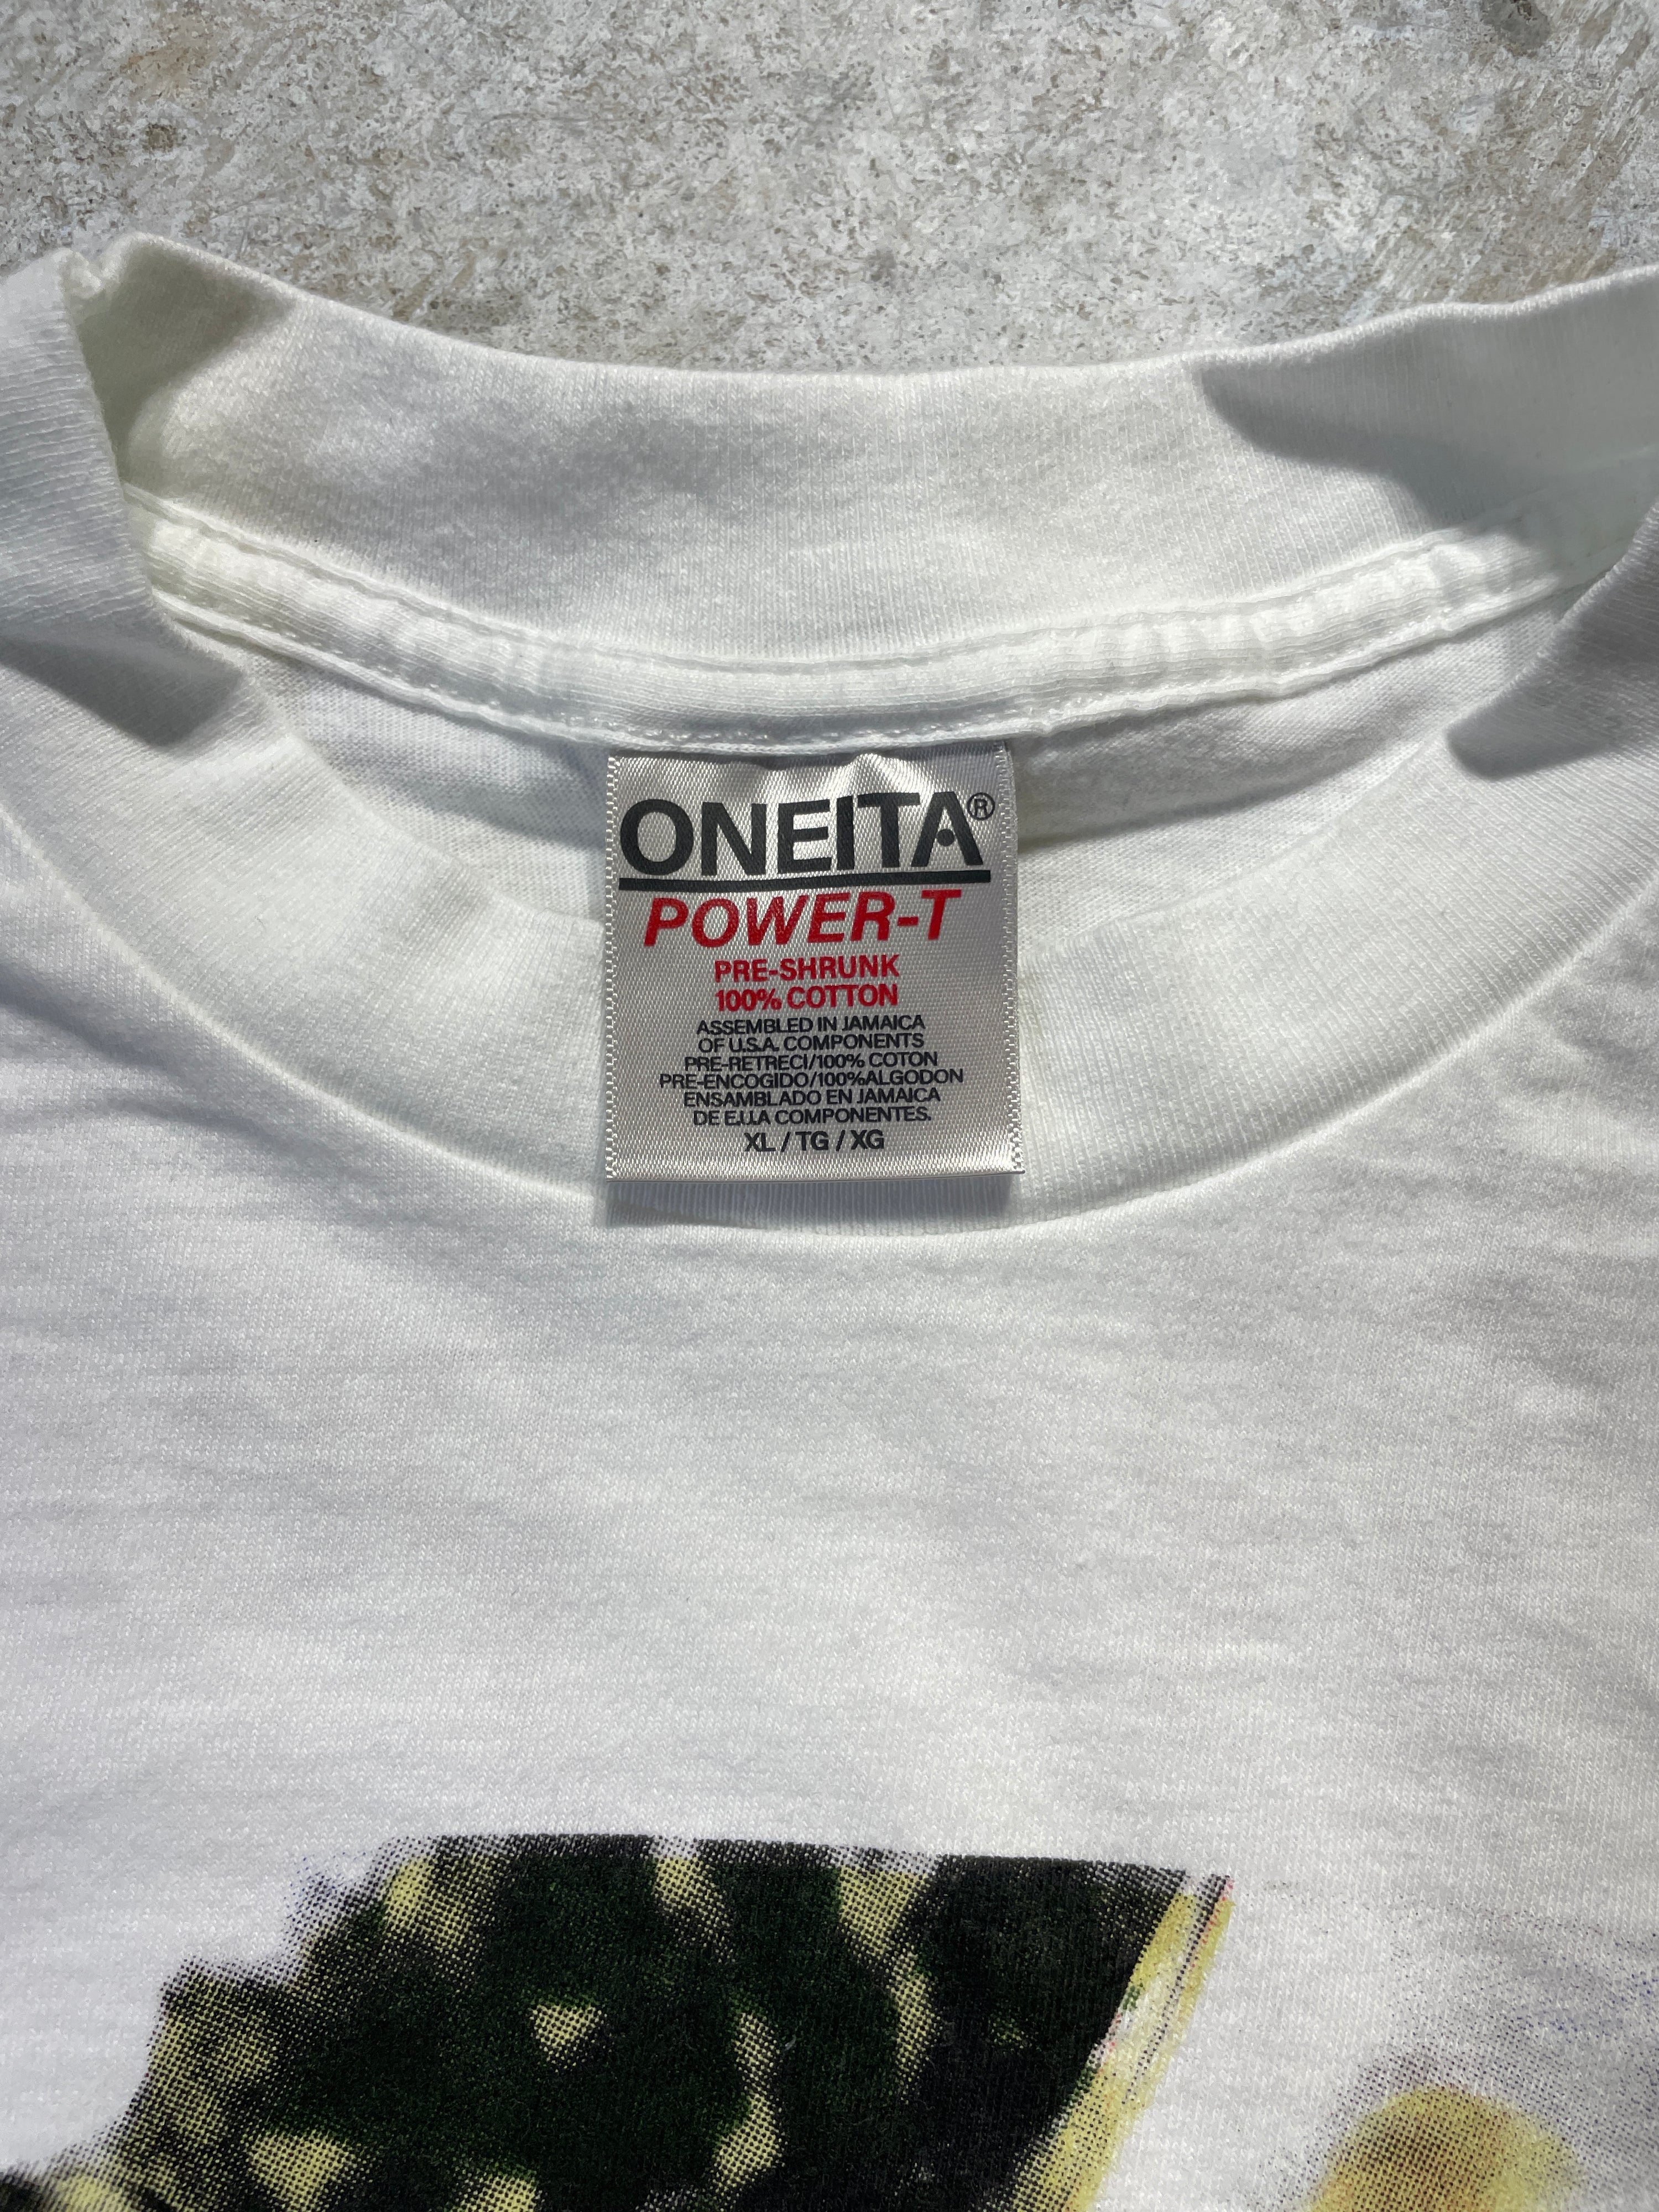 ONEITA®
POWER-T
PRE-SHRUNK
100% COTTON
ASSEMBLED IN JAMAICA
OF U.S.A. COMPONENTS
PRE-RETRECI/100% COTON
PRE-ENCOGIDO/100%ALGODON
ENSAMBLADO EN JAMAICA
DE E.U.A COMPONENTES.
XL / TG / XG